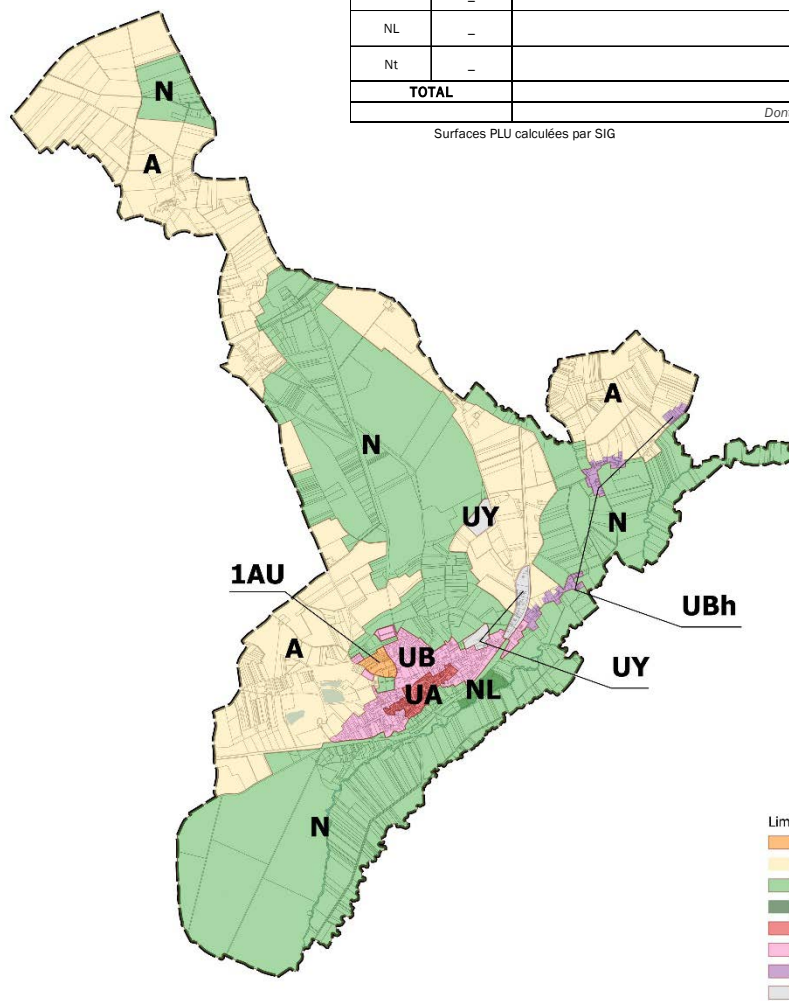 _
NL _
Nt _
TOTAL
Dont
Surfaces PLU calculées par SIG
N
A
A
N
UY
N
1AU
UBh
A
UB
UY
UA
NL
N
Lim